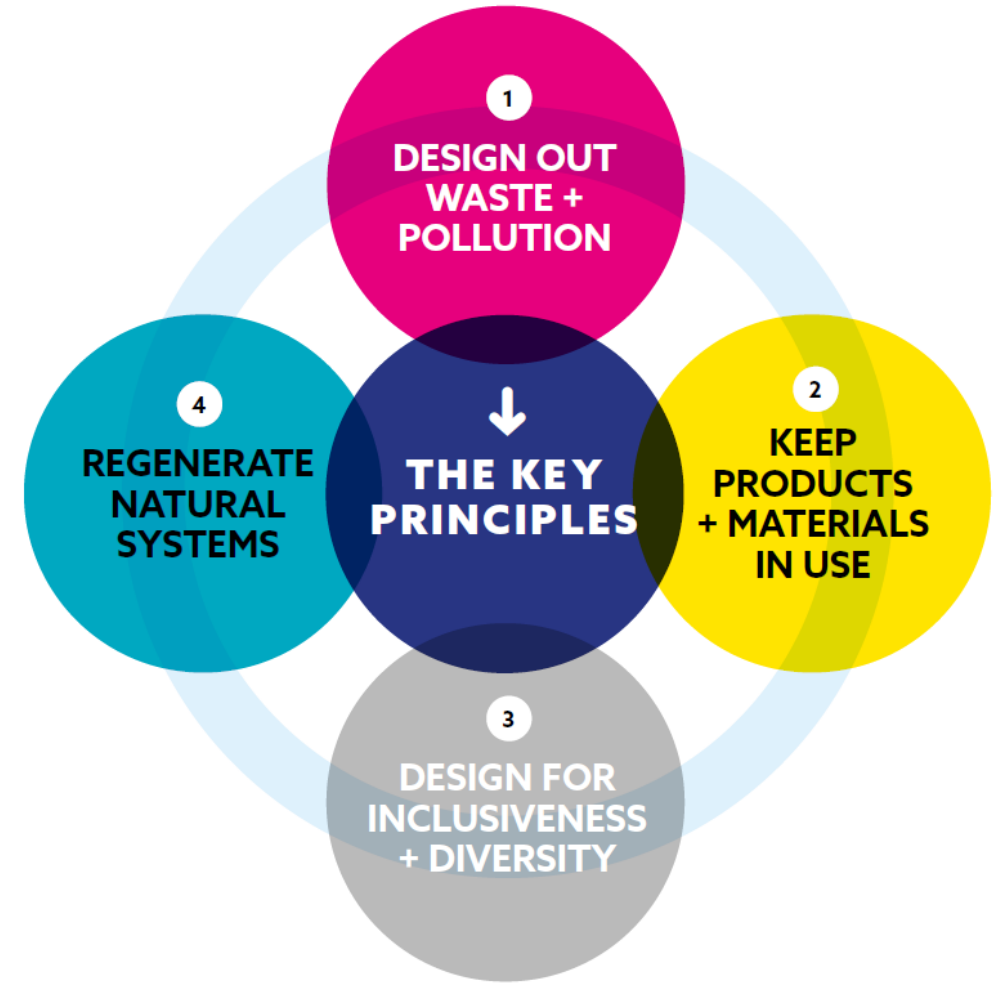 1
DESIGN OUT
WASTE +
POLLUTION
THE KEY
PRINCIPLES
2
KEEP
PRODUCTS
+ MATERIALS
IN USE
3
DESIGN FOR
INCLUSIVENESS
+ DIVERSITY
4
REGENERATE
NATURAL
SYSTEMS